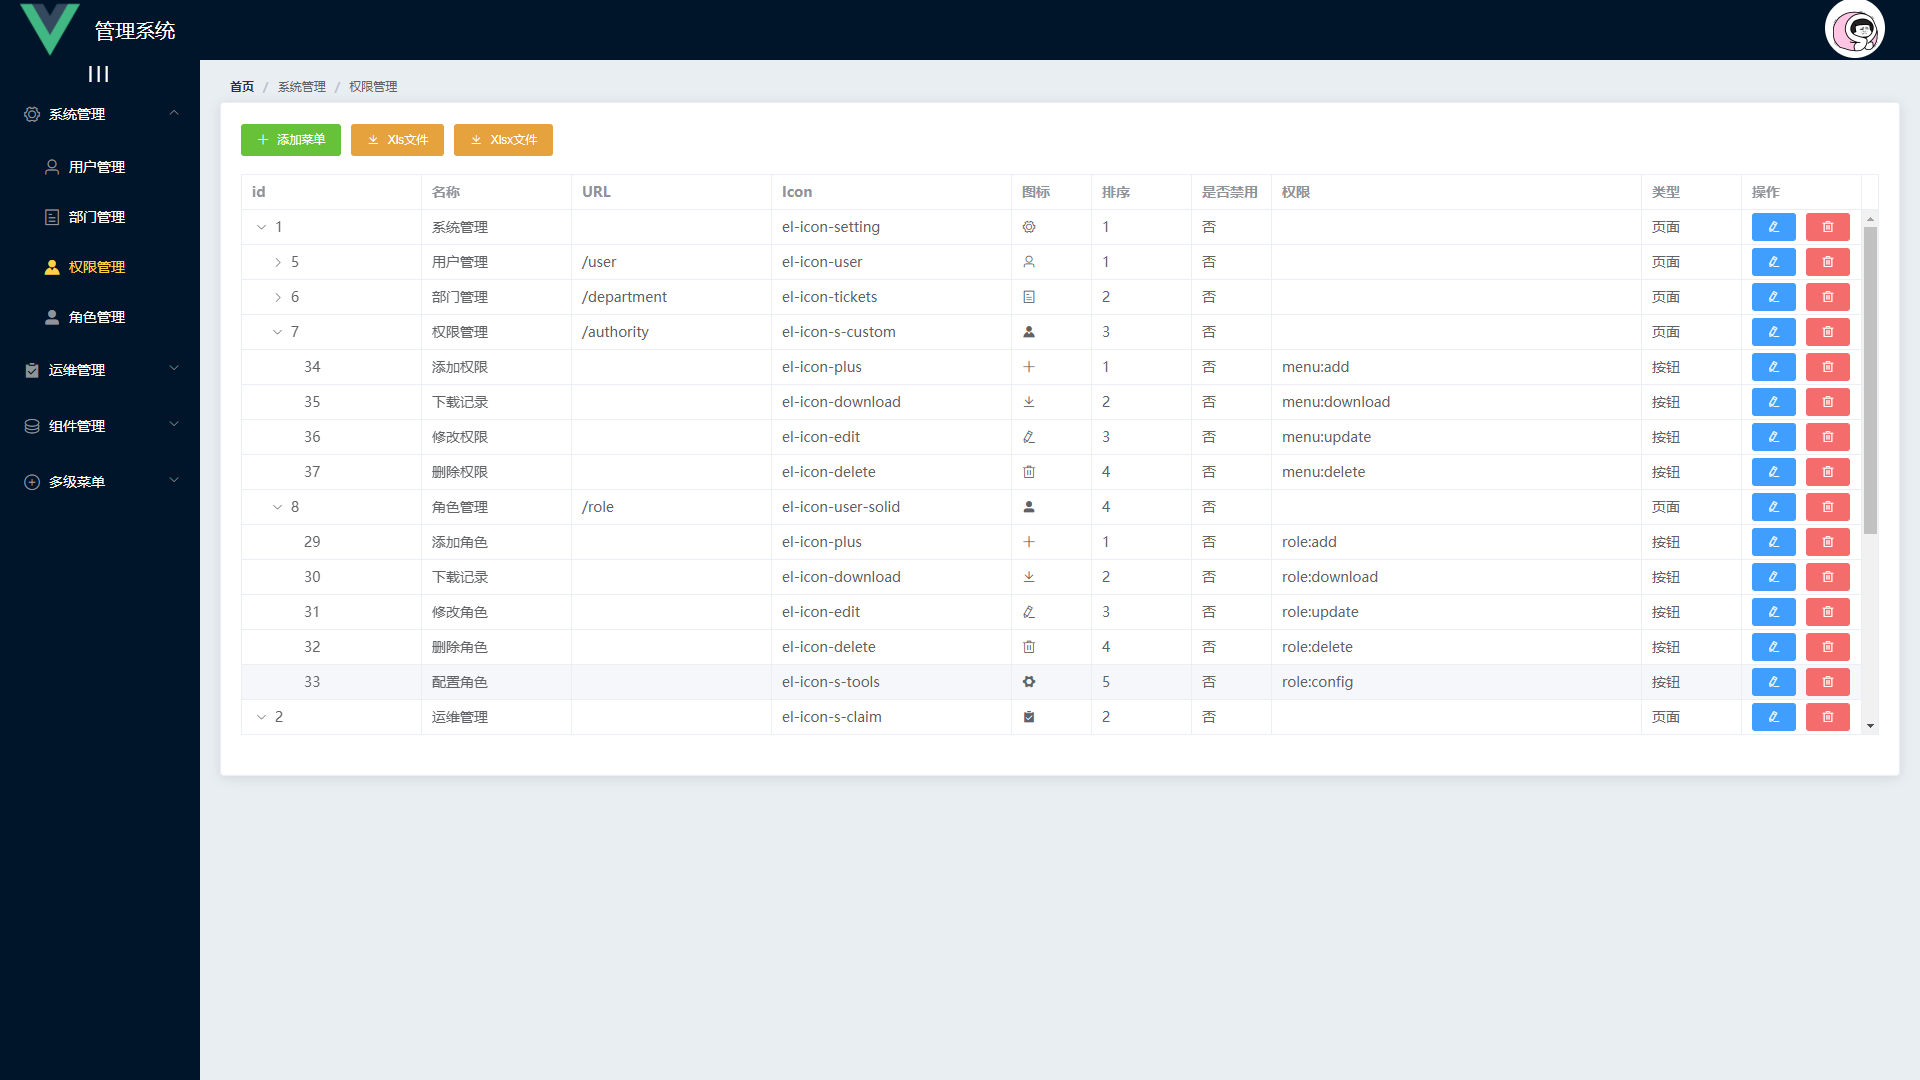 管理系统
系统管理
用户管理
部门管理
权限管理
角色管理
运维管理
组件管理
多级菜单
首页 / 系统管理 / 权限管理
添加菜单 Xls文件 Xlsx文件
id 名称 URL Icon 图标 排序 是否禁用 权限 类型 操作
1 系统管理 el-icon-setting 1 否 页面
5 用户管理 /user el-icon-user 1 否 页面
6 部门管理 /department el-icon-tickets 2 否 页面
7 权限管理 /authority el-icon-s-custom 3 否 页面
34 添加权限 el-icon-plus 1 否 menu:add 按钮
35 下载记录 el-icon-download 2 否 menu:download 按钮
36 修改权限 el-icon-edit 3 否 menu:update 按钮
37 删除权限 el-icon-delete 4 否 menu:delete 按钮
8 角色管理 /role el-icon-user-solid 4 否 页面
29 添加角色 el-icon-plus 1 否 role:add 按钮
30 下载记录 el-icon-download 2 否 role:download 按钮
31 修改角色 el-icon-edit 3 否 role:update 按钮
32 删除角色 el-icon-delete 4 否 role:delete 按钮
33 配置角色 el-icon-s-tools 5 否 role:config 按钮
2 运维管理 el-icon-s-claim 2 否 页面